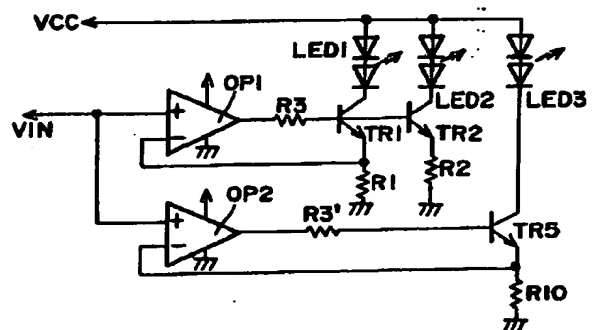 VCC
LED1
LED2
LED3
OP1
VIN
+
−
R3
TR1
TR2
R1
R2
OP2
+
−
R3'
TR5
R10